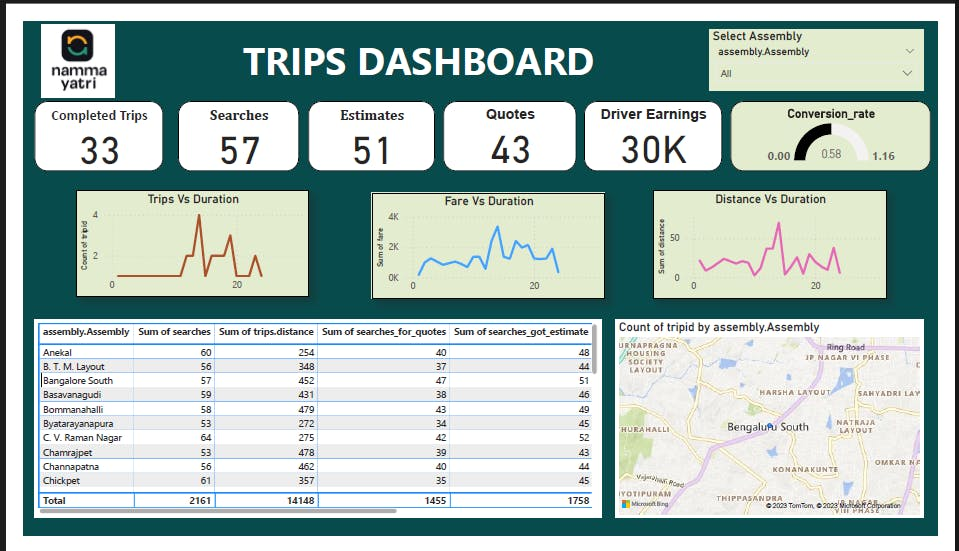 namma
yatri
TRIPS DASHBOARD
Select Assembly
assembly.Assembly
All
Completed Trips
33
Searches
57
Estimates
51
Quotes
43
Driver Earnings
30K
Conversion_rate
0.00 0.58 1.16
Trips Vs Duration
Count of tripid
4
2
0 20
Fare Vs Duration
Sum of fare
4K
2K
0K
0 20
Distance Vs Duration
Sum of distance
50
0
0 20
assembly.Assembly Sum of searches Sum of trips.distance Sum of searches_for_quotes Sum of searches_got_estimate
Anekal 60 254 40 48
B. T. M. Layout 56 348 37 44
Bangalore South 57 452 47 51
Basavanagudi 59 431 38 46
Bommanahalli 58 479 43 49
Byatarayanapura 53 272 34 45
C. V. Raman Nagar 64 275 42 52
Chamrajpet 53 478 39 43
Channapatna 56 462 40 44
Chickpet 61 357 35 45
Total 2161 14148 1455 1758
Count of tripid by assembly.Assembly
URNAPRAGNA
HOUSING
SOCIETY
LAYOUT
Ring Road
JP NAGAR VI PHASE
HARSHA LAYOUT
SAHYADRI LAY
THURAHALLI
Bengaluru South
NATRAJA
LAYOUT
OMKAR NA
KONANAKUNTE
Vajarahalli Road
JYOTIPURAM
THIPPASANDRA
JP NAGAR
VIII PHASE
Microsoft Bing
© 2023 TomTom, © 2023 Microsoft Corporation